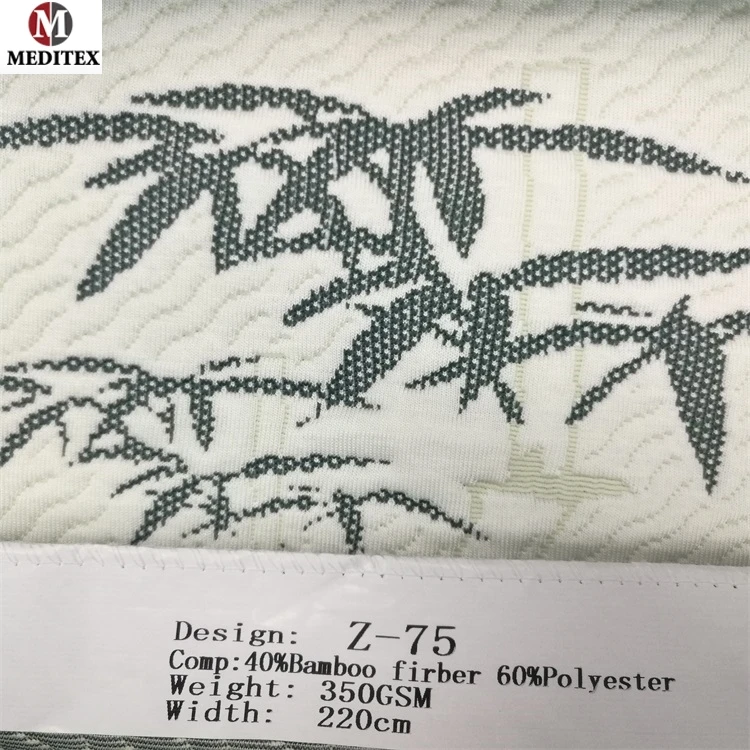 M
MEDITEX
Design: Z-75
Comp:40%Bamboo firber 60%Polyester
Weight: 350GSM
Width: 220cm